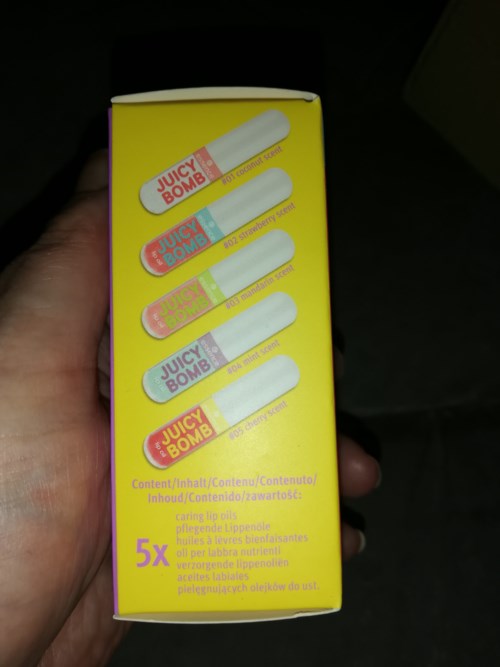 JUICY
BOMB
#01 coconut scent
JUICY
BOMB
#02 strawberry scent
JUICY
BOMB
#03 mandarin scent
JUICY
BOMB
#04 mint scent
JUICY
BOMB
lip oil
#05 cherry scent
Content/Inhalt/Contenu/Contenuto/
Inhoud/Contenido/zawartość:
5x
caring lip oils
pflegende Lippenöle
huiles à lèvres bienfaisantes
oli per labbra nutrienti
verzorgende lippenoliën
aceites labiales
pielęgnujących olejków do ust.